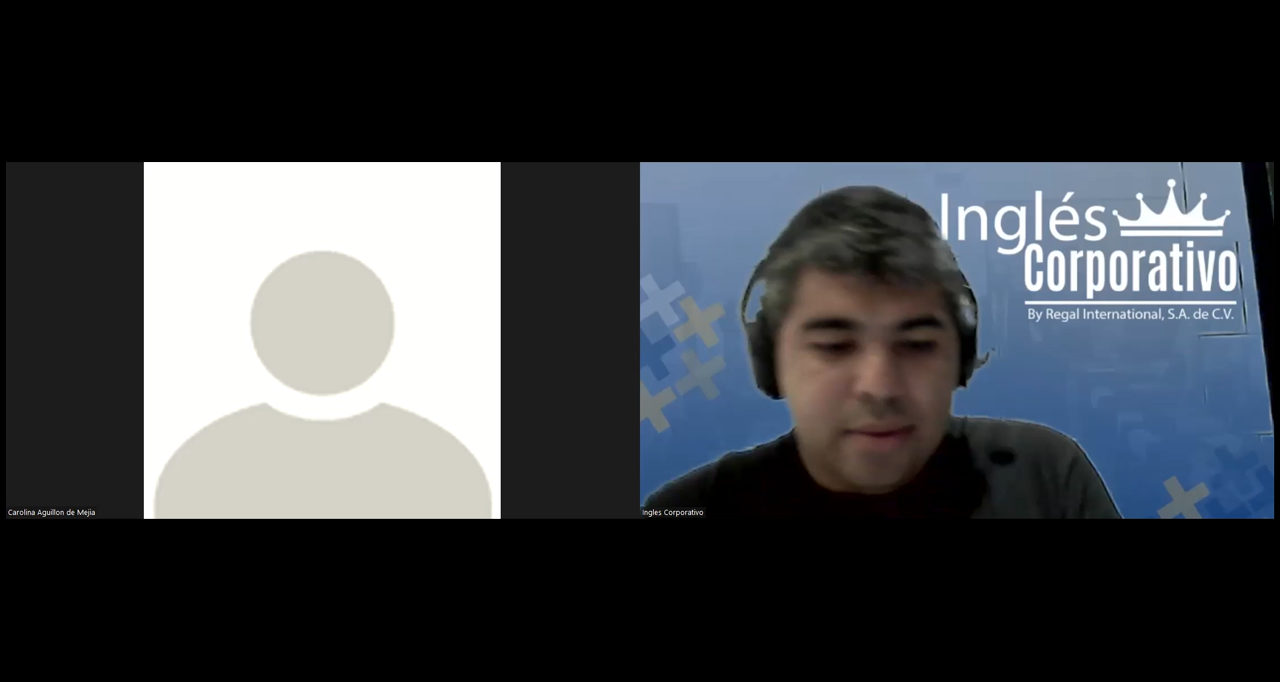 Inglés
Corporativo
By Regal International, S.A. de C.V.
Carolina Aguillon de Mejia
Ingles Corporativo